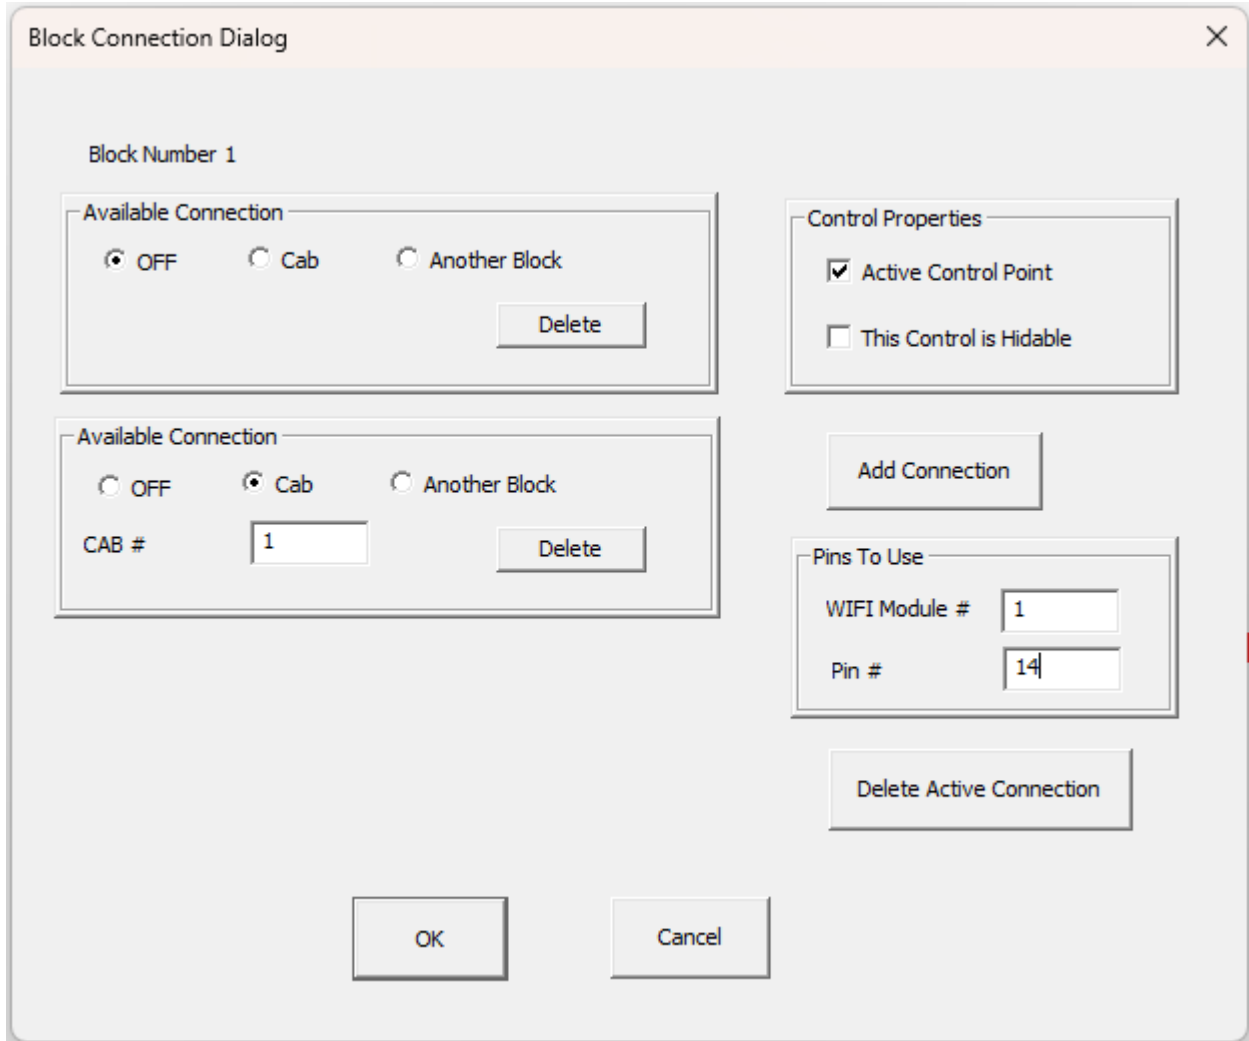 Block Connection Dialog
Block Number 1
Available Connection
OFF Cab Another Block
Delete
Available Connection
OFF Cab Another Block
CAB # 1 Delete
Control Properties
Active Control Point
This Control is Hidable
Add Connection
Pins To Use
WIFI Module # 1
Pin # 14
Delete Active Connection
OK Cancel